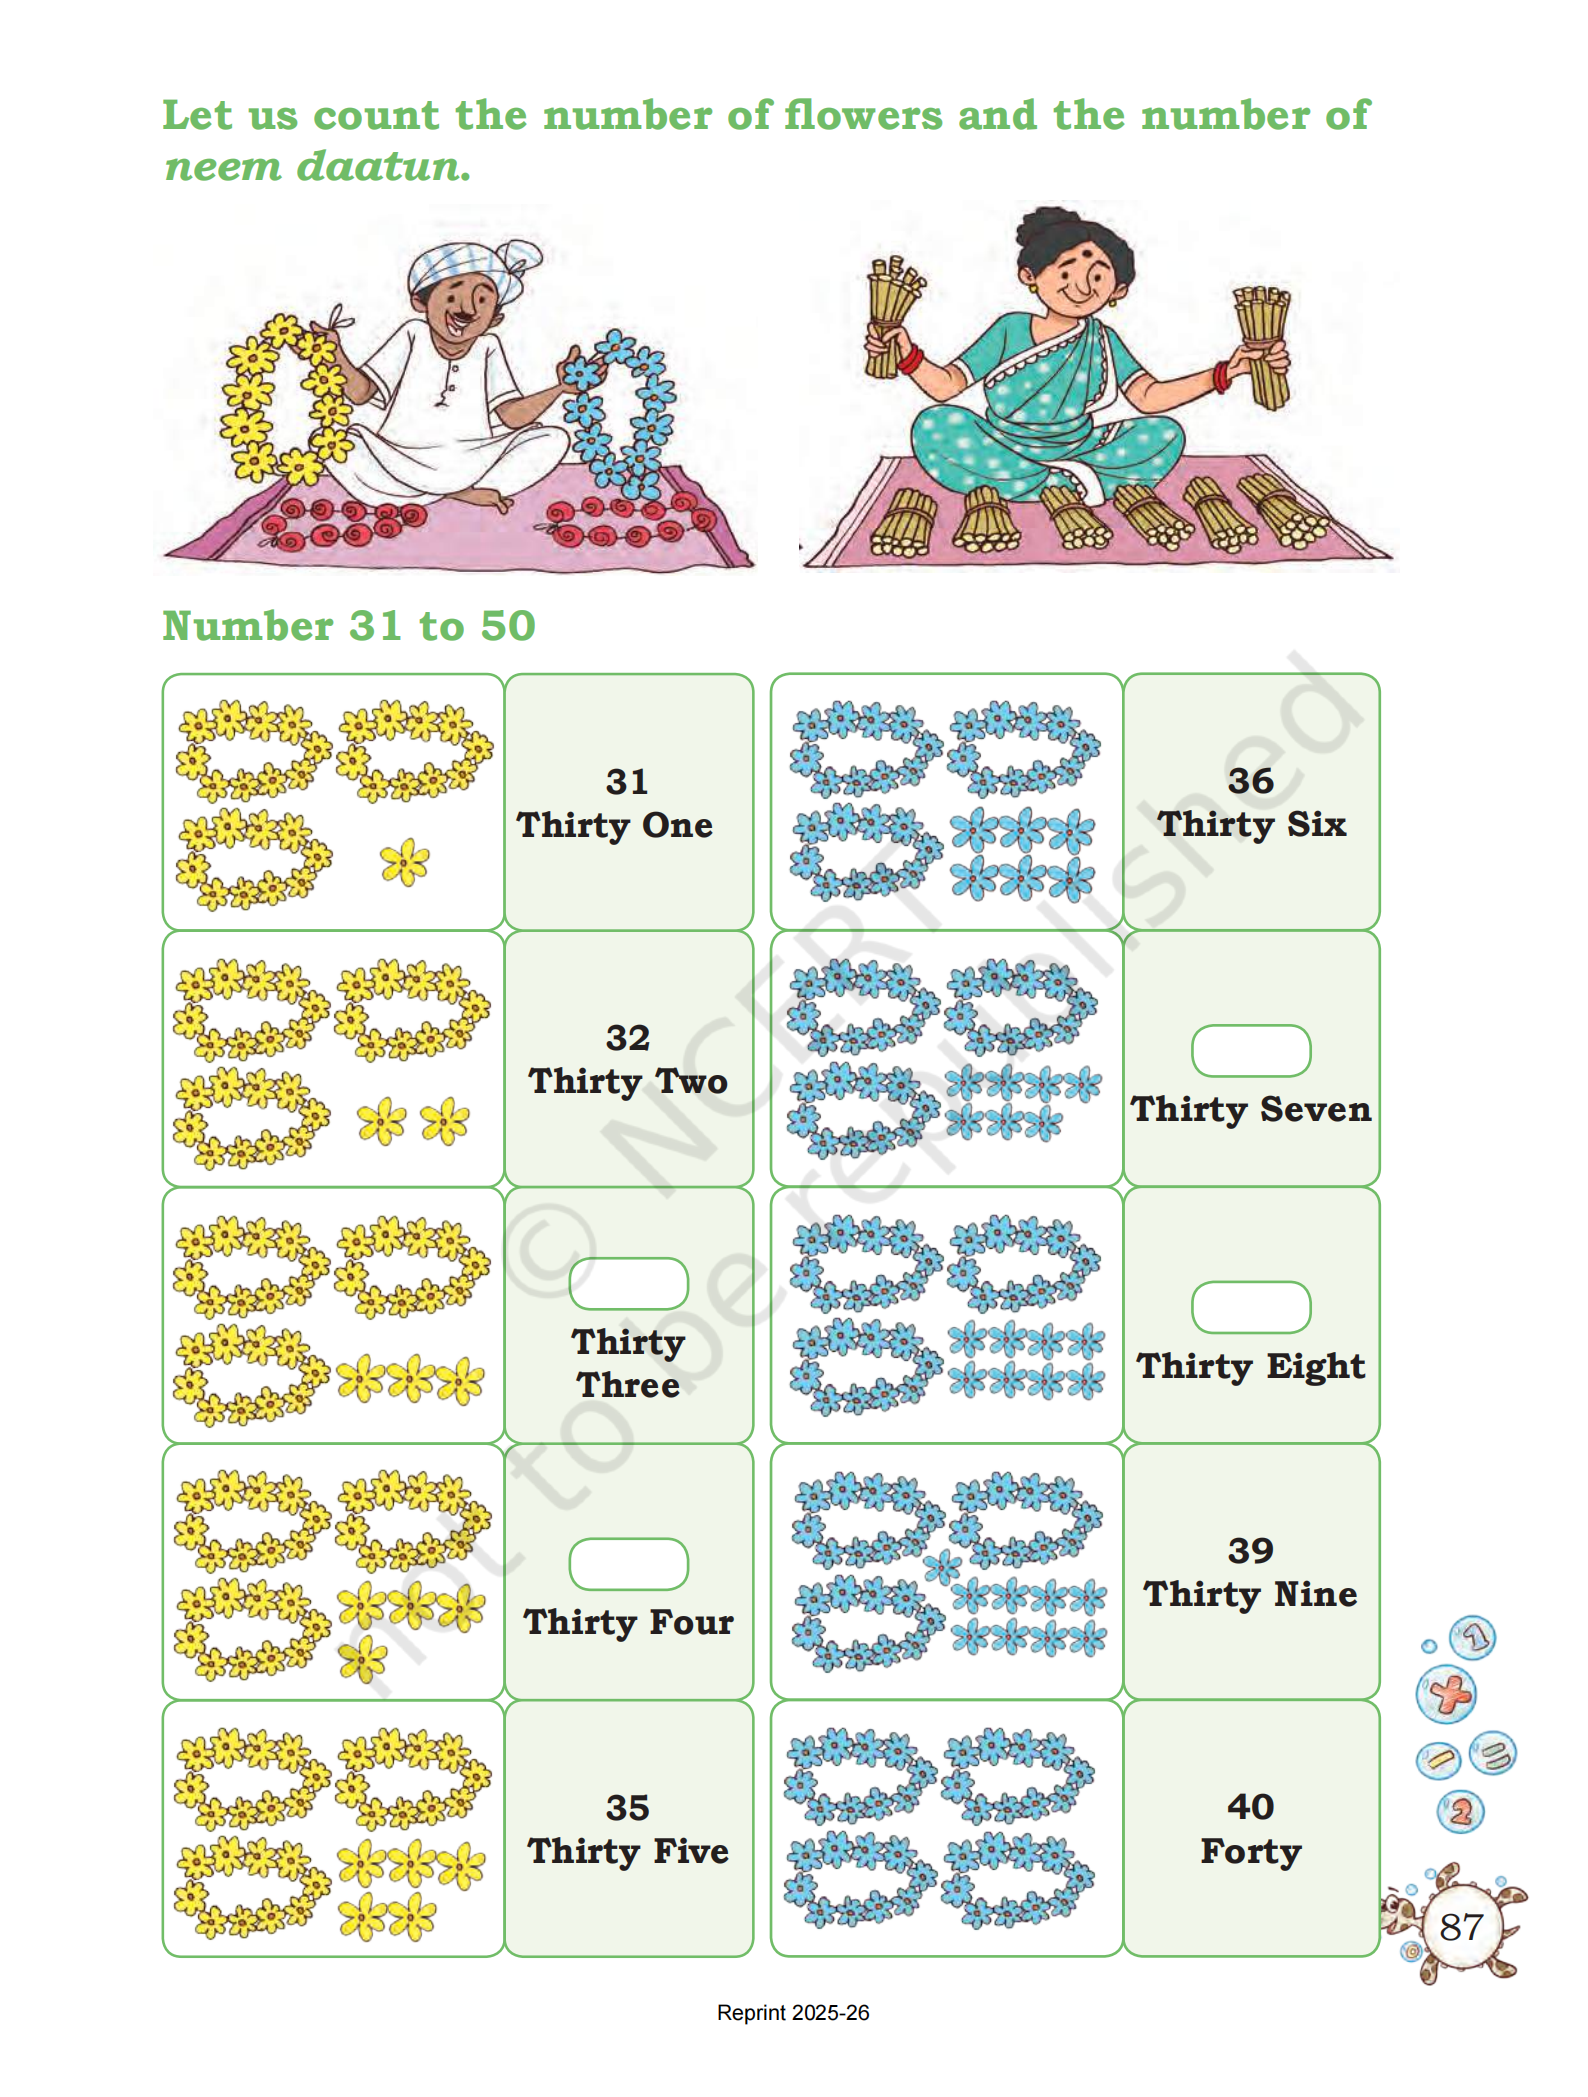 Let us count the number of flowers and the number of
neem daatun.
Number 31 to 50
31
Thirty One
36
Thirty Six
32
Thirty Two
Thirty Seven
Thirty
Three
Thirty Eight
Thirty Four
39
Thirty Nine
35
Thirty Five
40
Forty
© NCERT
not to be republished
1
2
87
Reprint 2025-26